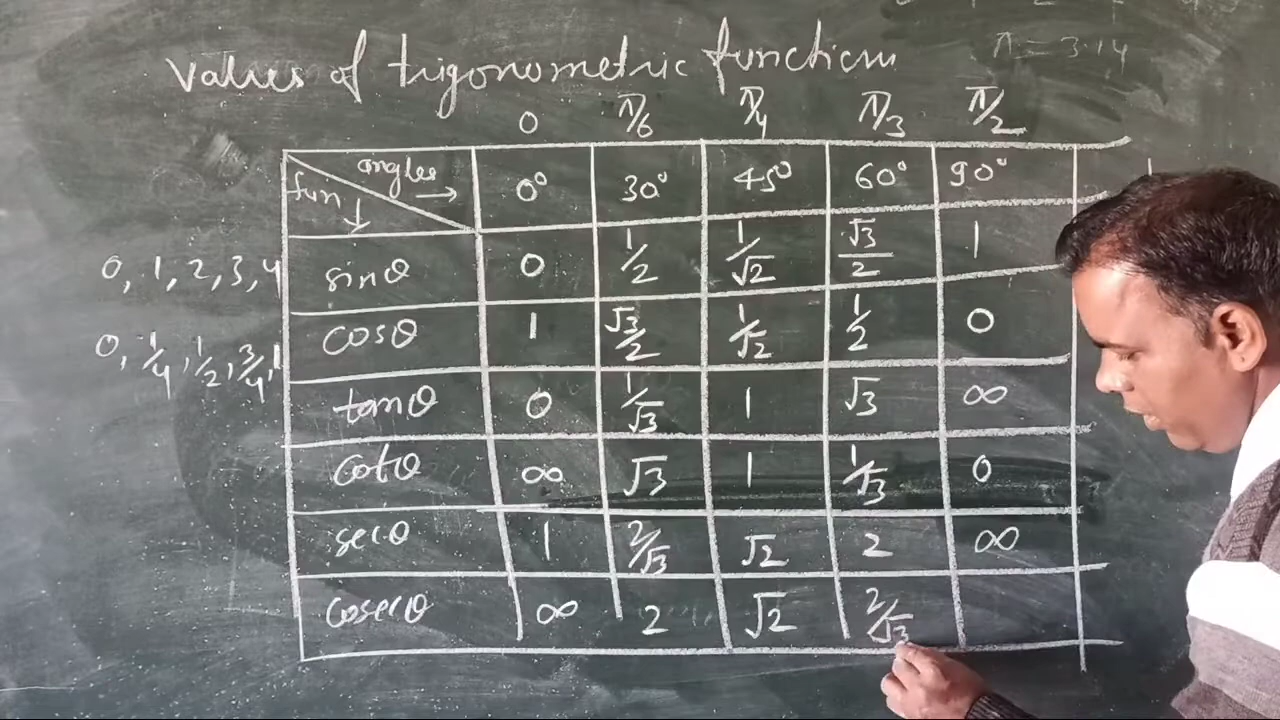 π = 3.14
Values of trigonometric functions
0 π/6 π/4 π/3 π/2
angles → 0° 30° 45° 60° 90°
fun ↓
0, 1, 2, 3, 4 sinθ 0 1/2 1/√2 √3/2 1
0, 1/4, 1/2, 3/4, 1 cosθ 1 √3/2 1/√2 1/2 0
tanθ 0 1/√3 1 √3 ∞
cotθ ∞ √3 1 1/√3 0
secθ 1 2/√3 √2 2 ∞
cosecθ ∞ 2 √2 2/√3